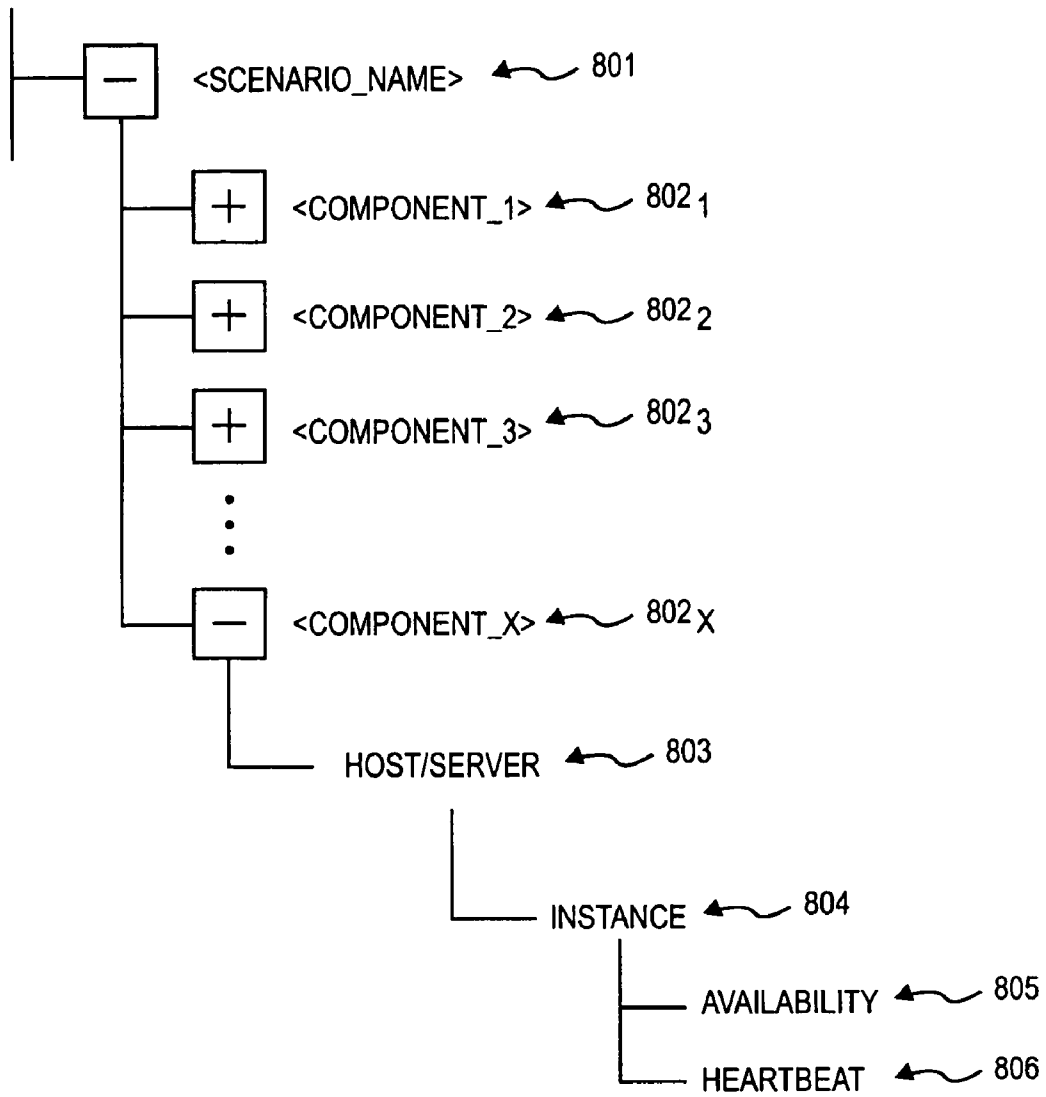 <SCENARIO_NAME> 801
<COMPONENT_1> 802 1
<COMPONENT_2> 802 2
<COMPONENT_3> 802 3
<COMPONENT_X> 802 X
HOST/SERVER 803
INSTANCE 804
AVAILABILITY 805
HEARTBEAT 806